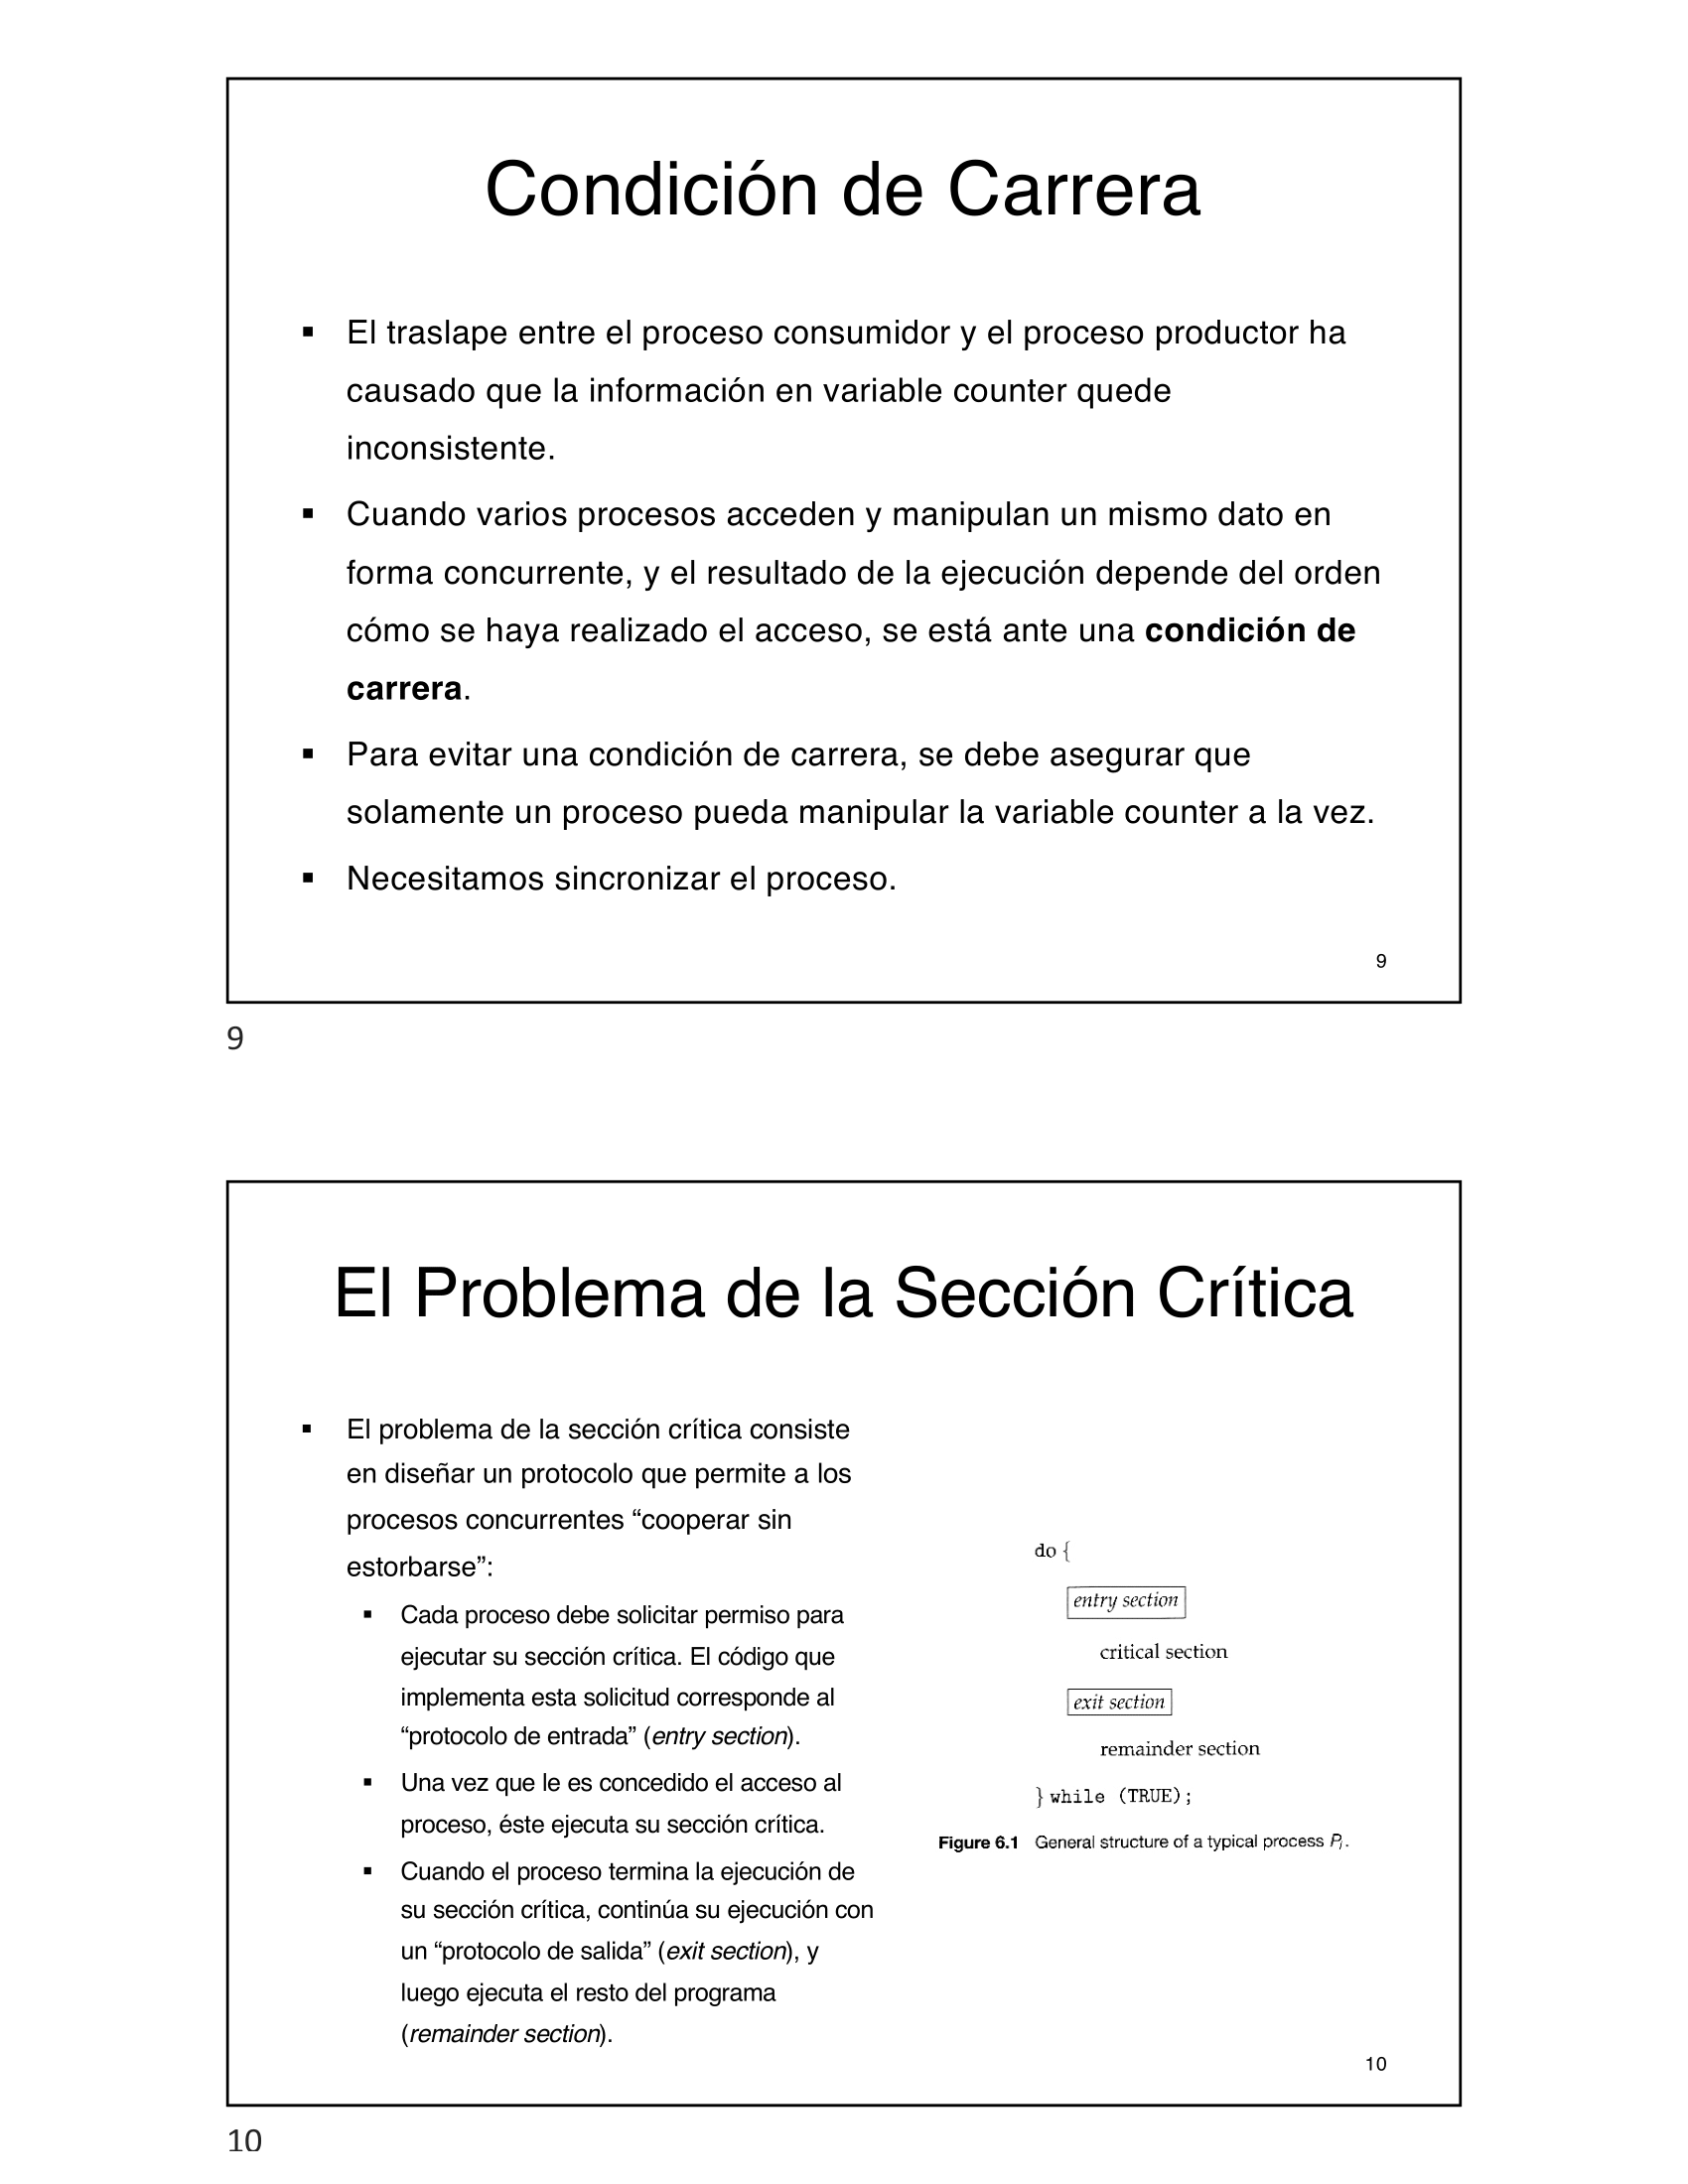 Condición de Carrera
▪ El traslape entre el proceso consumidor y el proceso productor ha
causado que la información en variable counter quede
inconsistente.
▪ Cuando varios procesos acceden y manipulan un mismo dato en
forma concurrente, y el resultado de la ejecución depende del orden
cómo se haya realizado el acceso, se está ante una condición de
carrera.
▪ Para evitar una condición de carrera, se debe asegurar que
solamente un proceso pueda manipular la variable counter a la vez.
▪ Necesitamos sincronizar el proceso.
9
9
El Problema de la Sección Crítica
▪ El problema de la sección crítica consiste
en diseñar un protocolo que permite a los
procesos concurrentes “cooperar sin
estorbarse”:
▪ Cada proceso debe solicitar permiso para
ejecutar su sección crítica. El código que
implementa esta solicitud corresponde al
“protocolo de entrada” (entry section).
▪ Una vez que le es concedido el acceso al
proceso, éste ejecuta su sección crítica.
▪ Cuando el proceso termina la ejecución de
su sección crítica, continúa su ejecución con
un “protocolo de salida” (exit section), y
luego ejecuta el resto del programa
(remainder section).
do {
entry section
critical section
exit section
remainder section
} while (TRUE);
Figure 6.1 General structure of a typical process Pi.
10
10